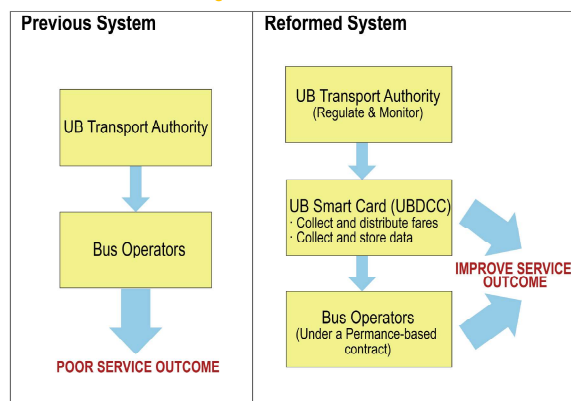 Previous System
UB Transport Authority
Bus Operators
POOR SERVICE OUTCOME
Reformed System
UB Transport Authority
(Regulate & Monitor)
UB Smart Card (UBDCC)
· Collect and distribute fares
· Collect and store data
IMPROVE SERVICE
OUTCOME
Bus Operators
(Under a Permance-based
contract)